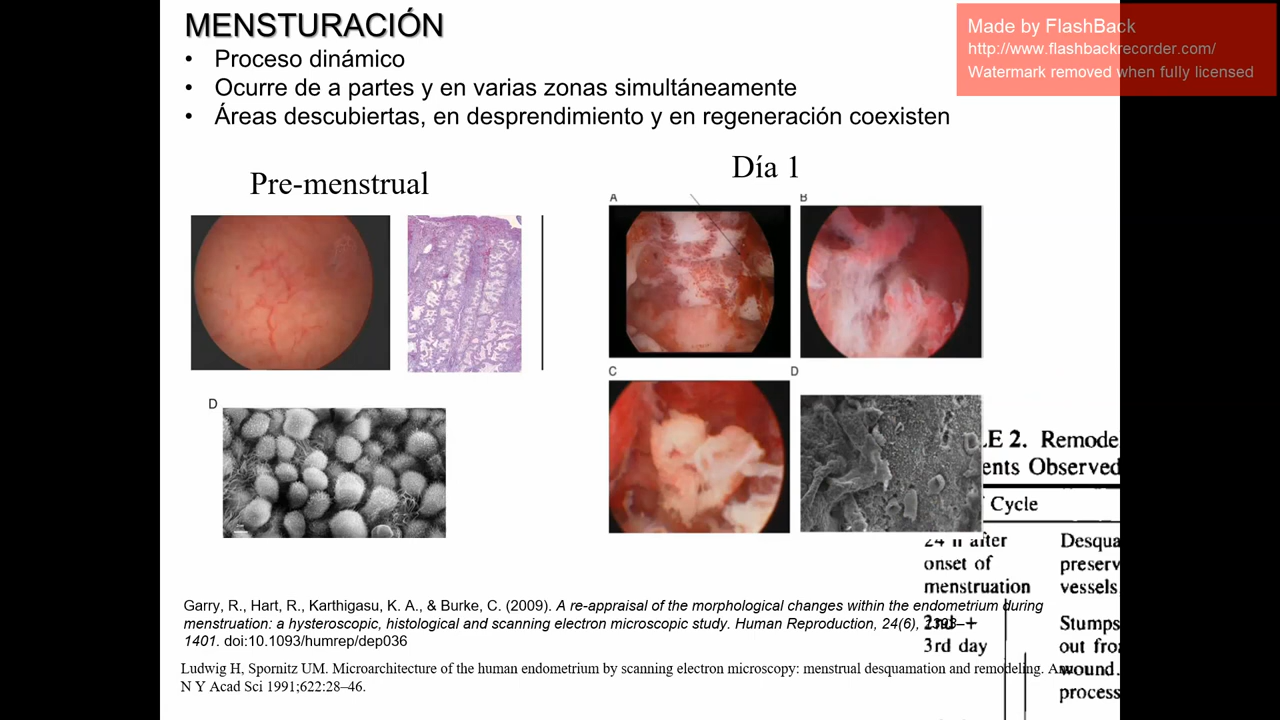 MENSTURACIÓN
• Proceso dinámico
• Ocurre de a partes y en varias zonas simultáneamente
• Áreas descubiertas, en desprendimiento y en regeneración coexisten
Made by FlashBack
http://www.flashbackrecorder.com/
Watermark removed when fully licensed
Pre-menstrual
Día 1
A
B
C
D
D
LE 2. Remode
ents Observed
Cycle
24 h after
onset of
menstruation
Desqua
preserv
vessels
2nd +
3rd day
Stumps
out fro
wound.
process
Garry, R., Hart, R., Karthigasu, K. A., & Burke, C. (2009). A re-appraisal of the morphological changes within the endometrium during
menstruation: a hysteroscopic, histological and scanning electron microscopic study. Human Reproduction, 24(6),
1401. doi:10.1093/humrep/dep036
Ludwig H, Spornitz UM. Microarchitecture of the human endometrium by scanning electron microscopy: menstrual desquamation and remodeling.
N Y Acad Sci 1991;622:28–46.